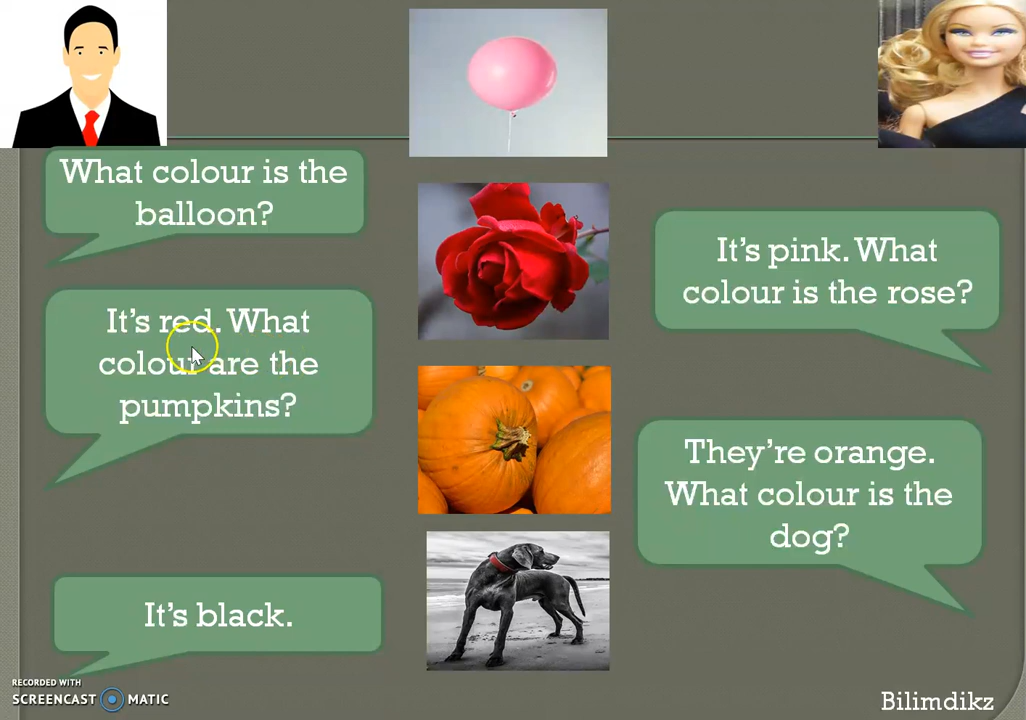 What colour is the
balloon?
It's pink. What
colour is the rose?
It's red. What
colour are the
pumpkins?
They're orange.
What colour is the
dog?
It's black.
RECORDED WITH
SCREENCAST MATIC
Bilimdikz